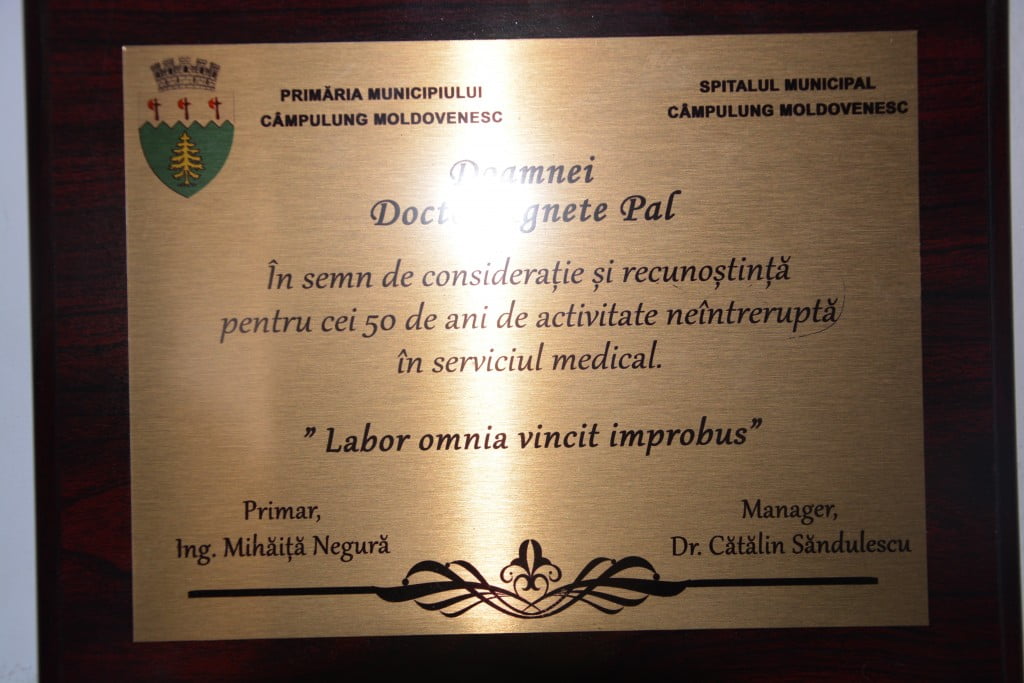 PRIMĂRIA MUNICIPIULUI
CÂMPULUNG MOLDOVENESC
SPITALUL MUNICIPAL
CÂMPULUNG MOLDOVENESC
Doamnei
Pal
În semn de considerație și recunoștință
pentru cei 50 de ani de activitate neîntreruptă
în serviciul medical.
” Labor omnia vincit improbus”
Primar,
Ing. Mihăiță Negură
Manager,
Dr. Cătălin Săndulescu